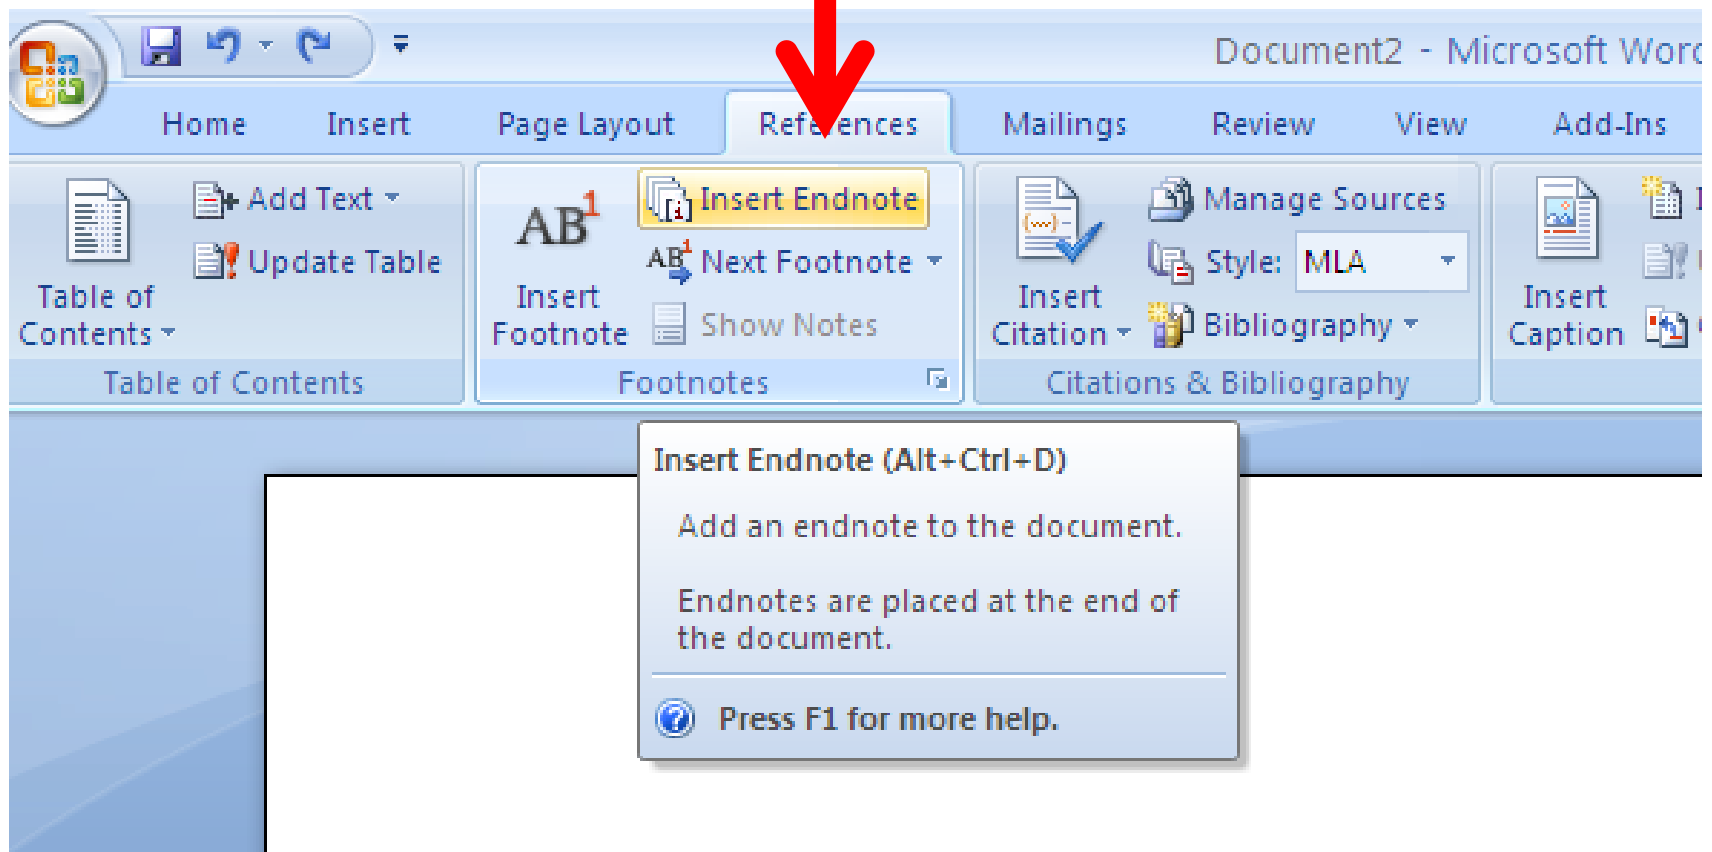 Document2 - Microsoft Word
Home Insert Page Layout References Mailings Review View Add-Ins
Table of
Contents
Add Text
Update Table
Table of Contents
AB1
Insert
Footnote
Insert Endnote
AB1 Next Footnote
Show Notes
Footnotes
Insert
Citation
Manage Sources
Style: MLA
Bibliography
Citations & Bibliography
Insert
Caption
Insert Endnote (Alt+Ctrl+D)
Add an endnote to the document.
Endnotes are placed at the end of
the document.
Press F1 for more help.